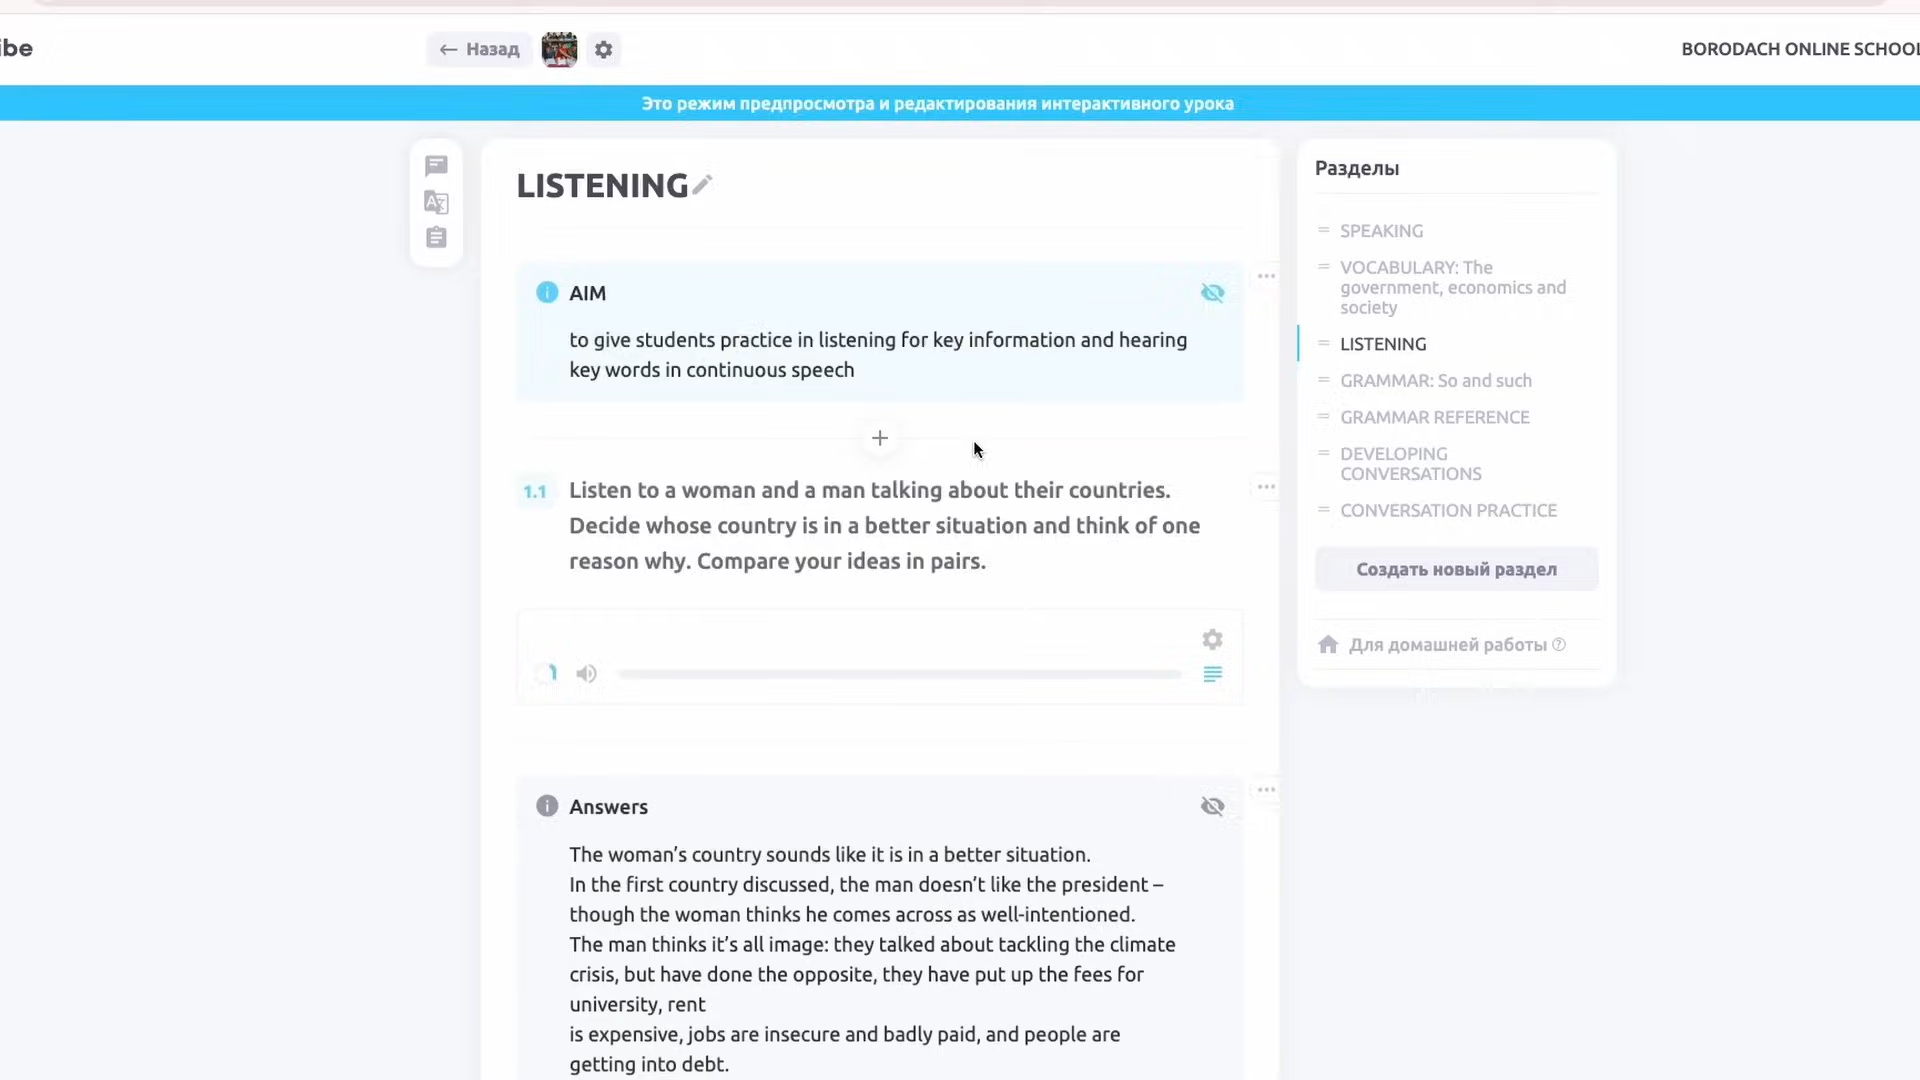 ibe
← Назад
BORODACH ONLINE SCHOOL
Это режим предпросмотра и редактирования интерактивного урока
LISTENING
AIM
to give students practice in listening for key information and hearing
key words in continuous speech
1.1
Listen to a woman and a man talking about their countries.
Decide whose country is in a better situation and think of one
reason why. Compare your ideas in pairs.
Answers
The woman’s country sounds like it is in a better situation.
In the first country discussed, the man doesn’t like the president –
though the woman thinks he comes across as well-intentioned.
The man thinks it’s all image: they talked about tackling the climate
crisis, but have done the opposite, they have put up the fees for
university, rent
is expensive, jobs are insecure and badly paid, and people are
getting into debt.
Разделы
SPEAKING
VOCABULARY: The
government, economics and
society
LISTENING
GRAMMAR: So and such
GRAMMAR REFERENCE
DEVELOPING
CONVERSATIONS
CONVERSATION PRACTICE
Создать новый раздел
Для домашней работы